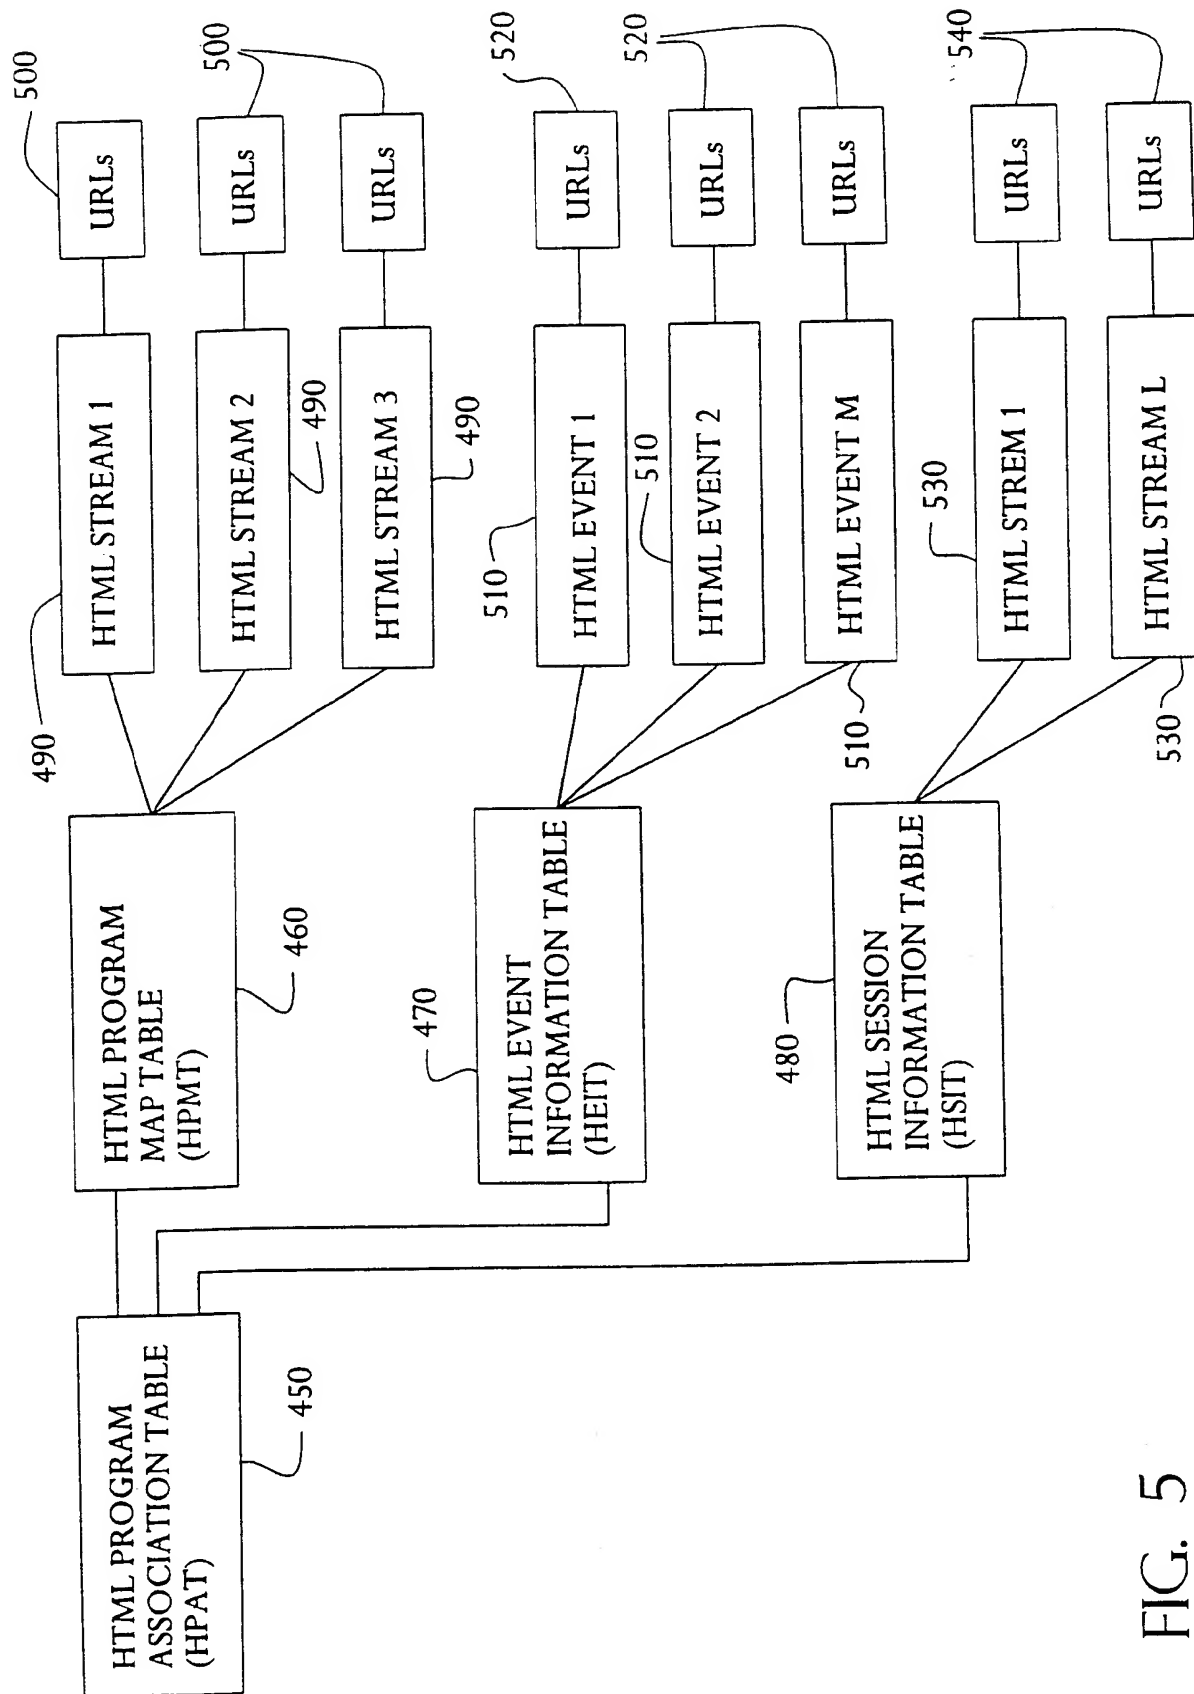 HTML PROGRAM
ASSOCIATION TABLE
(HPAT)
450
HTML PROGRAM
MAP TABLE
(HPMT)
460
HTML EVENT
INFORMATION TABLE
(HEIT)
470
HTML SESSION
INFORMATION TABLE
(HSIT)
480
490
HTML STREAM 1
URLs
500
HTML STREAM 2
490
URLs
500
HTML STREAM 3
490
URLs
510
HTML EVENT 1
URLs
520
510
HTML EVENT 2
URLs
520
HTML EVENT M
510
URLs
530
HTML STREM 1
URLs
540
HTML STREAM L
530
URLs
FIG. 5